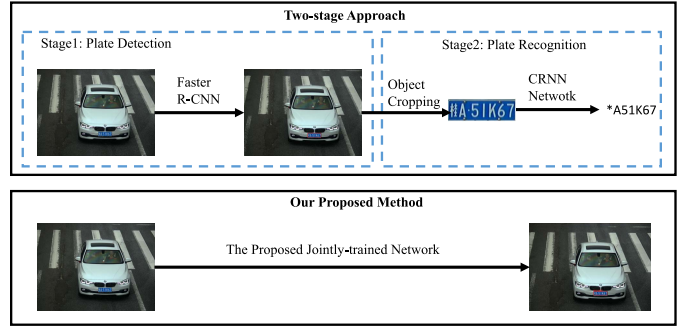 Two-stage Approach
Stage1: Plate Detection
Stage2: Plate Recognition
Faster
R-CNN
Object
Cropping
A·51K67
CRNN
Netwotk
*A51K67
Our Proposed Method
The Proposed Jointly-trained Network